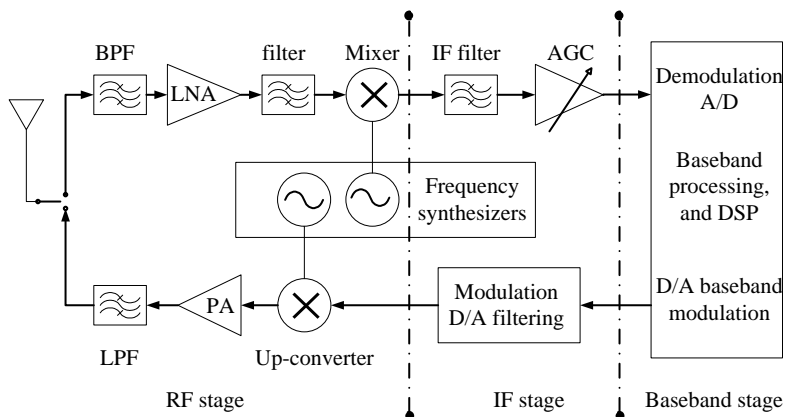 BPF
LNA
filter
Mixer
IF filter
AGC
Demodulation
A/D
Baseband
processing,
and DSP
D/A baseband
modulation
Frequency
synthesizers
Modulation
D/A filtering
PA
LPF
Up-converter
RF stage
IF stage
Baseband stage